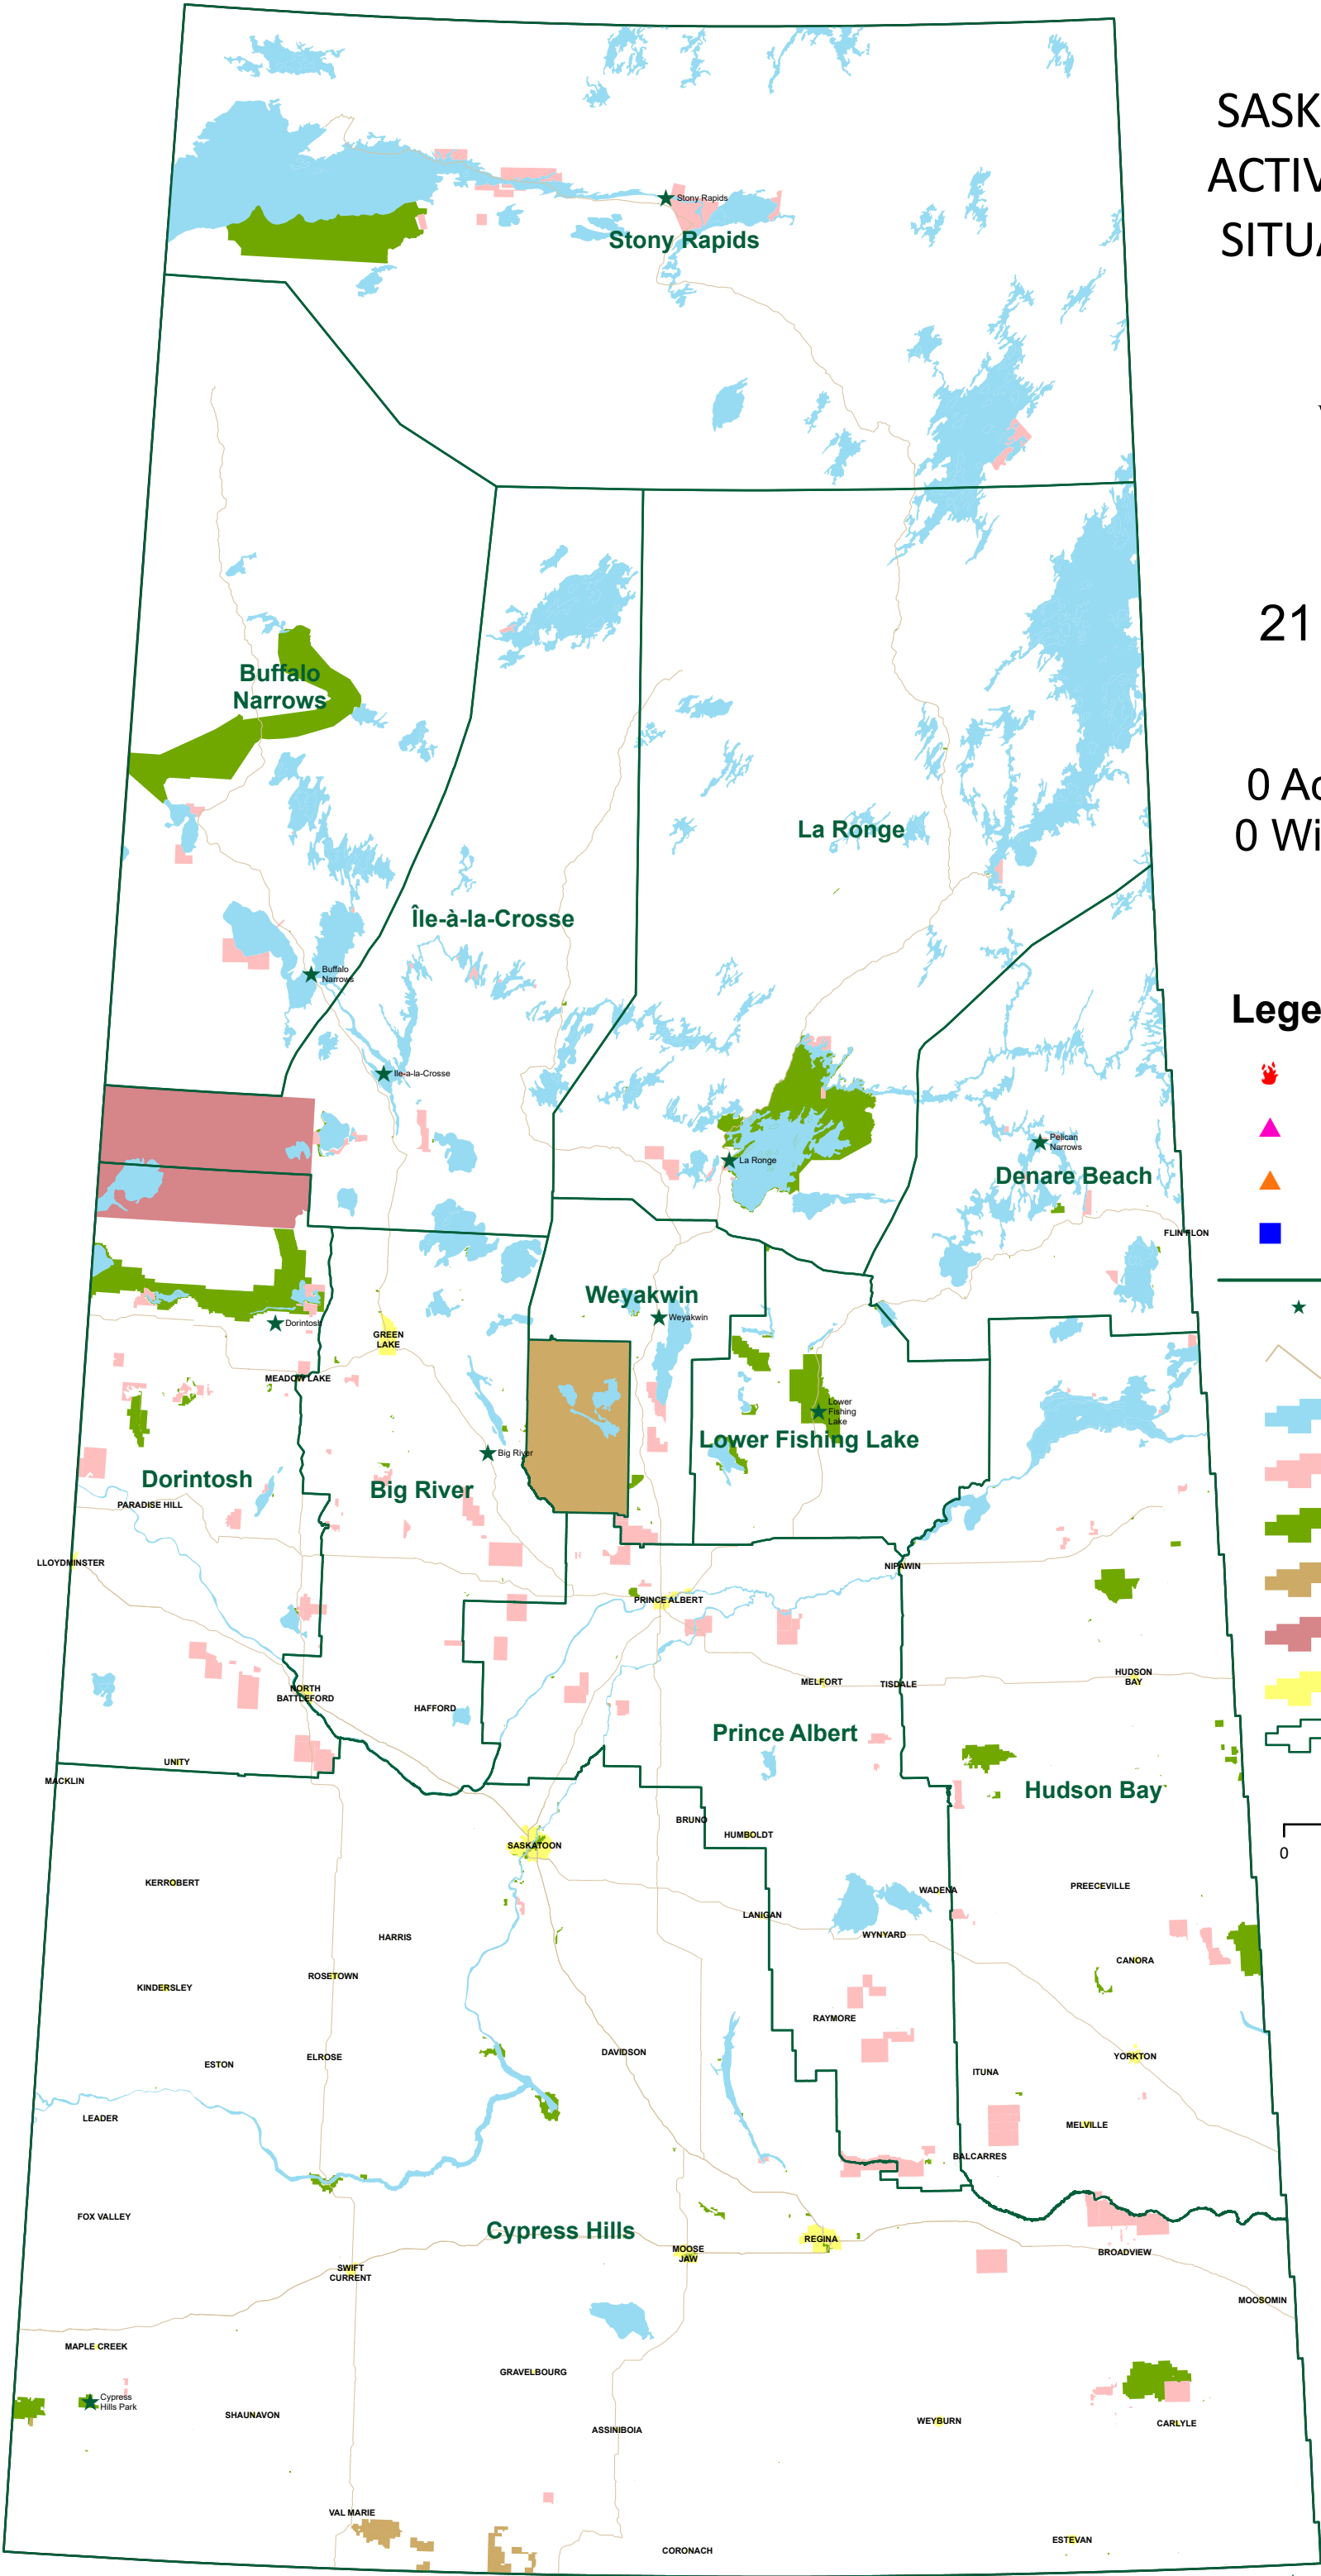 SASK
ACTIV
SITUA
21
0 Ac
0 Wi
Lege
0
Stony Rapids
Stony Rapids
Buffalo
Narrows
La Ronge
Île-à-la-Crosse
Buffalo
Narrows
Ile-a-la-Crosse
Pelican
Narrows
La Ronge
Denare Beach
FLIN FLON
Weyakwin
Weyakwin
Dorintosh
GREEN
LAKE
MEADOW LAKE
Lower
Fishing
Lake
Lower Fishing Lake
Big River
Dorintosh
Big River
PARADISE HILL
LLOYDMINSTER
NIPAWIN
PRINCE ALBERT
HUDSON
BAY
MELFORT
TISDALE
NORTH
BATTLEFORD
HAFFORD
Prince Albert
UNITY
MACKLIN
Hudson Bay
BRUNO
HUMBOLDT
SASKATOON
KERROBERT
PREECEVILLE
WADENA
LANIGAN
WYNYARD
HARRIS
CANORA
ROSETOWN
KINDERSLEY
RAYMORE
DAVIDSON
ELROSE
ESTON
YORKTON
ITUNA
LEADER
MELVILLE
BALCARRES
FOX VALLEY
Cypress Hills
REGINA
MOOSE
JAW
BROADVIEW
SWIFT
CURRENT
MOOSOMIN
MAPLE CREEK
GRAVELBOURG
Cypress
Hills Park
SHAUNAVON
WEYBURN
CARLYLE
ASSINIBOIA
VAL MARIE
ESTEVAN
CORONACH